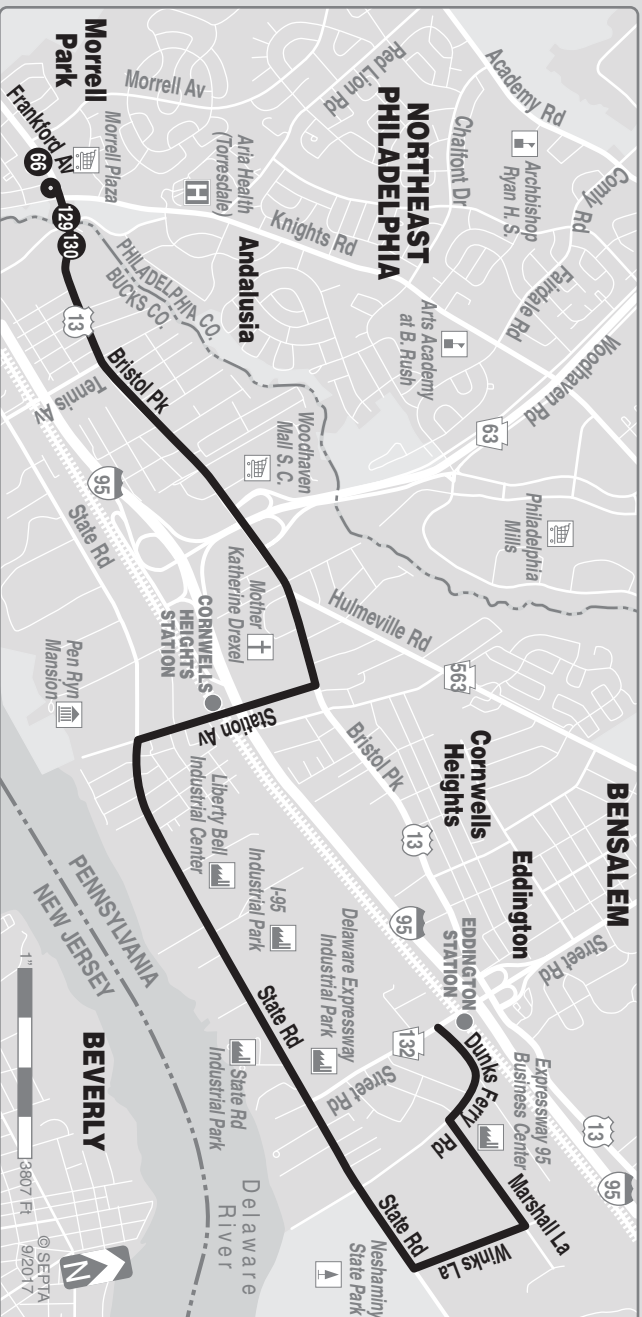 Morrell
Park
Morrell Av
Red Lion Rd
Academy Rd
NORTHEAST
PHILADELPHIA
Chalfont Dr
Archbishop
Ryan H. S.
Comly Rd
Frankford Av
Morrell Plaza
66
129
130
Aria Health
(Torresdale)
H
Knights Rd
Andalusia
PHILADELPHIA CO.
BUCKS CO.
Fairdale Rd
Arts Academy
at B. Rush
Woodhaven Rd
13
Bristol Pk
Tennis Av
Woodhaven
Mall S. C.
63
Philadelphia
Mills
95
State Rd
Mother
Katherine Drexel
Hulmeville Rd
CORNWELLS
HEIGHTS
STATION
563
Pen Ryn
Mansion
Station Av
Bristol Pk
Cornwells
Heights
BENSALEM
Liberty Bell
Industrial Center
13
Eddington
I-95
Industrial Park
95
EDDINGTON
STATION
Street Rd
PENNSYLVANIA
NEW JERSEY
Delaware Expressway
Industrial Park
State Rd
132
Dunks Ferry
Rd
Expressway 95
Business Center
13
1"
3807 Ft
BEVERLY
State Rd
Industrial Park
Street Rd
Marshall La
95
Delaware
River
State Rd
Winks La
Neshaminy
State Park
N
© SEPTA
9/2017